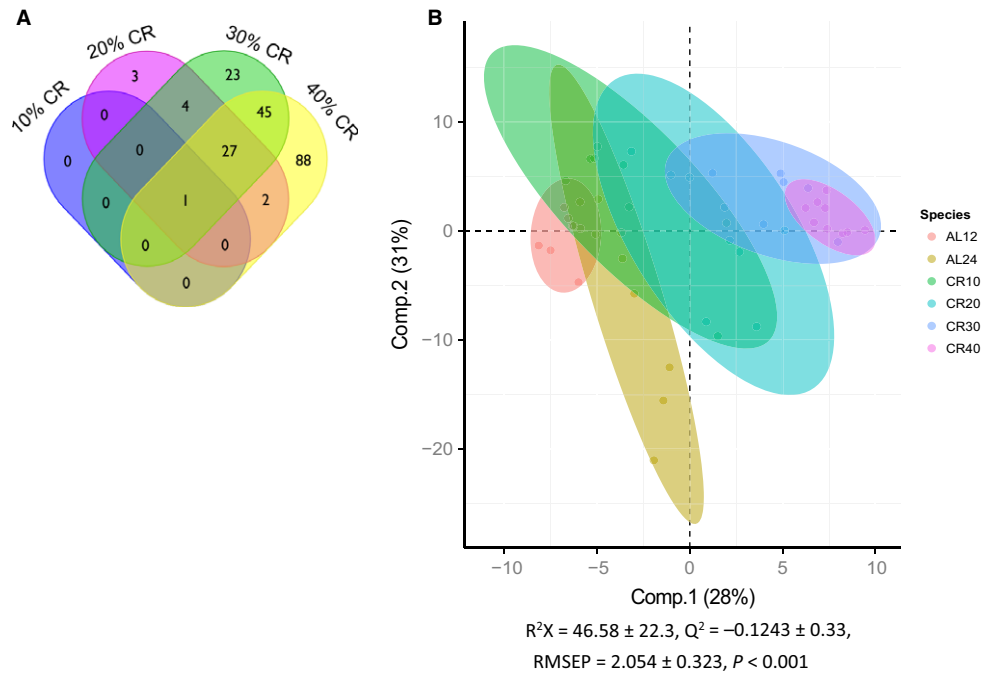 A
10% CR
20% CR
30% CR
40% CR
3
23
0
4
45
0
0
27
88
0
1
2
0
0
0
B
10
0
−10
−20
Comp.2 (31%)
−10 −5 0 5 10
Comp.1 (28%)
R²X = 46.58 ± 22.3, Q² = –0.1243 ± 0.33,
RMSEP = 2.054 ± 0.323, P < 0.001
Species
AL12
AL24
CR10
CR20
CR30
CR40